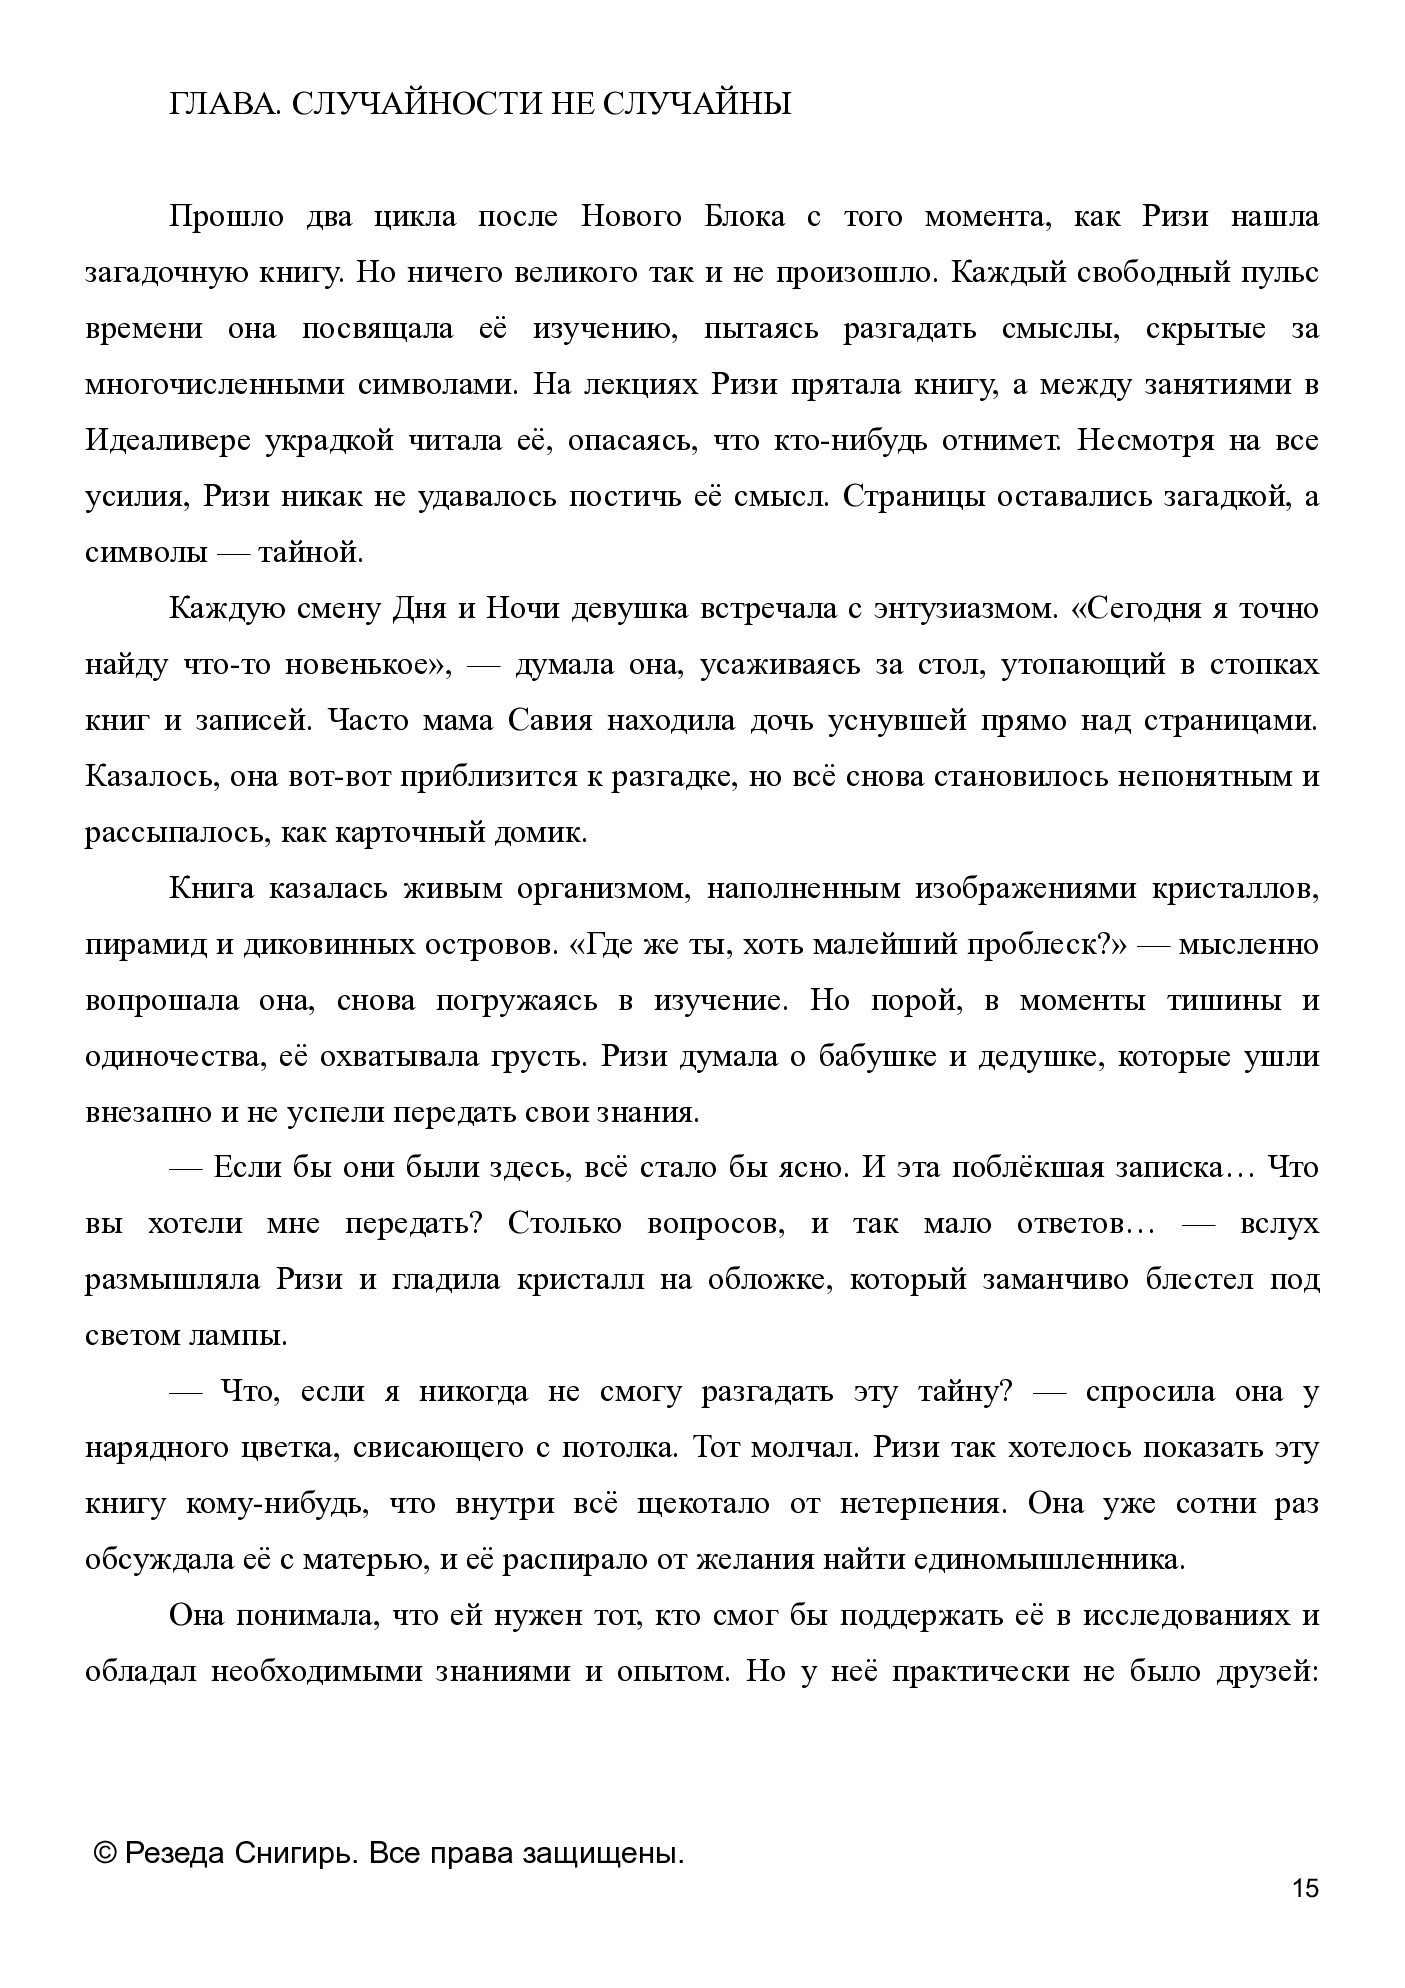 ГЛАВА. СЛУЧАЙНОСТИ НЕ СЛУЧАЙНЫ
Прошло два цикла после Нового Блока с того момента, как Ризи нашла
загадочную книгу. Но ничего великого так и не произошло. Каждый свободный пульс
времени она посвящала её изучению, пытаясь разгадать смыслы, скрытые за
многочисленными символами. На лекциях Ризи прятала книгу, а между занятиями в
Идеаливере украдкой читала её, опасаясь, что кто-нибудь отнимет. Несмотря на все
усилия, Ризи никак не удавалось постичь её смысл. Страницы оставались загадкой, а
символы — тайной.
Каждую смену Дня и Ночи девушка встречала с энтузиазмом. «Сегодня я точно
найду что-то новенькое», — думала она, усаживаясь за стол, утопающий в стопках
книг и записей. Часто мама Савия находила дочь уснувшей прямо над страницами.
Казалось, она вот-вот приблизится к разгадке, но всё снова становилось непонятным и
рассыпалось, как карточный домик.
Книга казалась живым организмом, наполненным изображениями кристаллов,
пирамид и диковинных островов. «Где же ты, хоть малейший проблеск?» — мысленно
вопрошала она, снова погружаясь в изучение. Но порой, в моменты тишины и
одиночества, её охватывала грусть. Ризи думала о бабушке и дедушке, которые ушли
внезапно и не успели передать свои знания.
— Если бы они были здесь, всё стало бы ясно. И эта поблёкшая записка… Что
вы хотели мне передать? Столько вопросов, и так мало ответов… — вслух
размышляла Ризи и гладила кристалл на обложке, который заманчиво блестел под
светом лампы.
— Что, если я никогда не смогу разгадать эту тайну? — спросила она у
нарядного цветка, свисающего с потолка. Тот молчал. Ризи так хотелось показать эту
книгу кому-нибудь, что внутри всё щекотало от нетерпения. Она уже сотни раз
обсуждала её с матерью, и её распирало от желания найти единомышленника.
Она понимала, что ей нужен тот, кто смог бы поддержать её в исследованиях и
обладал необходимыми знаниями и опытом. Но у неё практически не было друзей:
© Резеда Снигирь. Все права защищены.
15